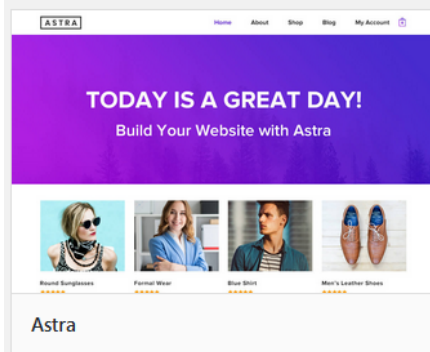 ASTRA
Home About Shop Blog My Account
TODAY IS A GREAT DAY!
Build Your Website with Astra
Round Sunglasses Formal Wear Blue Shirt Men's Leather Shoes
Astra